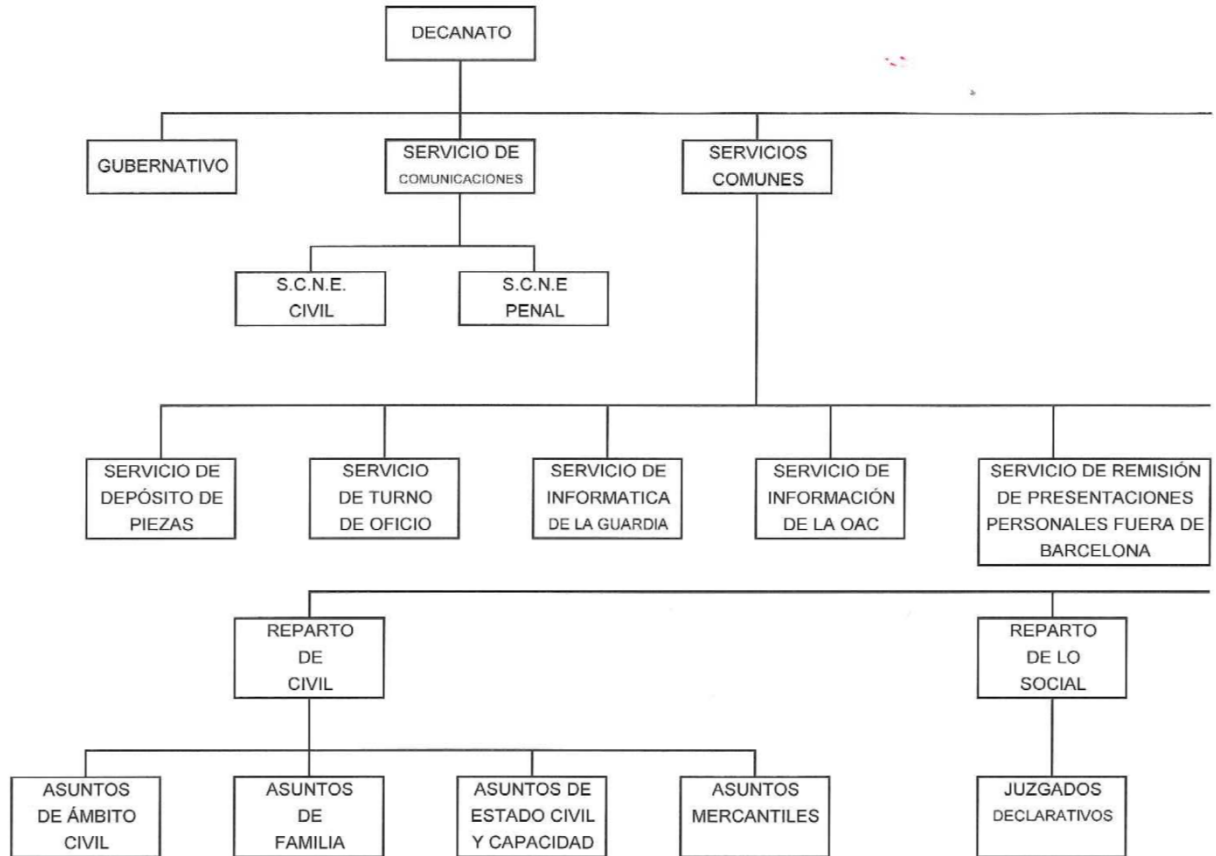 DECANATO
GUBERNATIVO
SERVICIO DE
COMUNICACIONES
SERVICIOS
COMUNES
S.C.N.E.
CIVIL
S.C.N.E
PENAL
SERVICIO DE
DEPÓSITO DE
PIEZAS
SERVICIO
DE TURNO
DE OFICIO
SERVICIO DE
INFORMATICA
DE LA GUARDIA
SERVICIO DE
INFORMACIÓN
DE LA OAC
SERVICIO DE REMISIÓN
DE PRESENTACIONES
PERSONALES FUERA DE
BARCELONA
REPARTO
DE
CIVIL
REPARTO
DE LO
SOCIAL
ASUNTOS
DE ÁMBITO
CIVIL
ASUNTOS
DE
FAMILIA
ASUNTOS DE
ESTADO CIVIL
Y CAPACIDAD
ASUNTOS
MERCANTILES
JUZGADOS
DECLARATIVOS